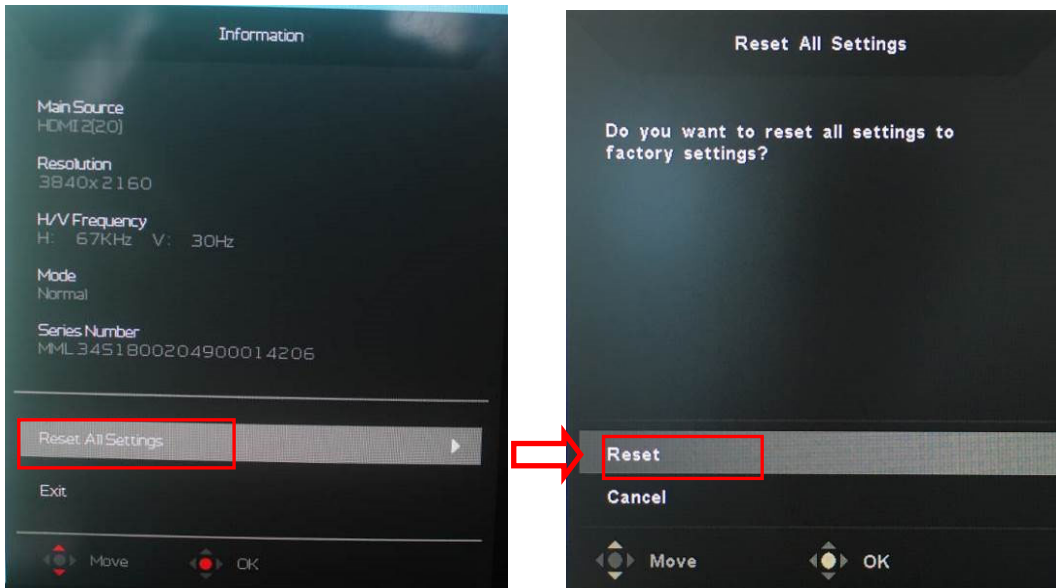 Information
Main Source
HDMI 2(2.0)
Resolution
3840x2160
H/V Frequency
H: 67KHz V: 30Hz
Mode
Normal
Series Number
MML3451800204900014206
Reset All Settings
Exit
Move OK
Reset All Settings
Do you want to reset all settings to
factory settings?
Reset
Cancel
Move OK